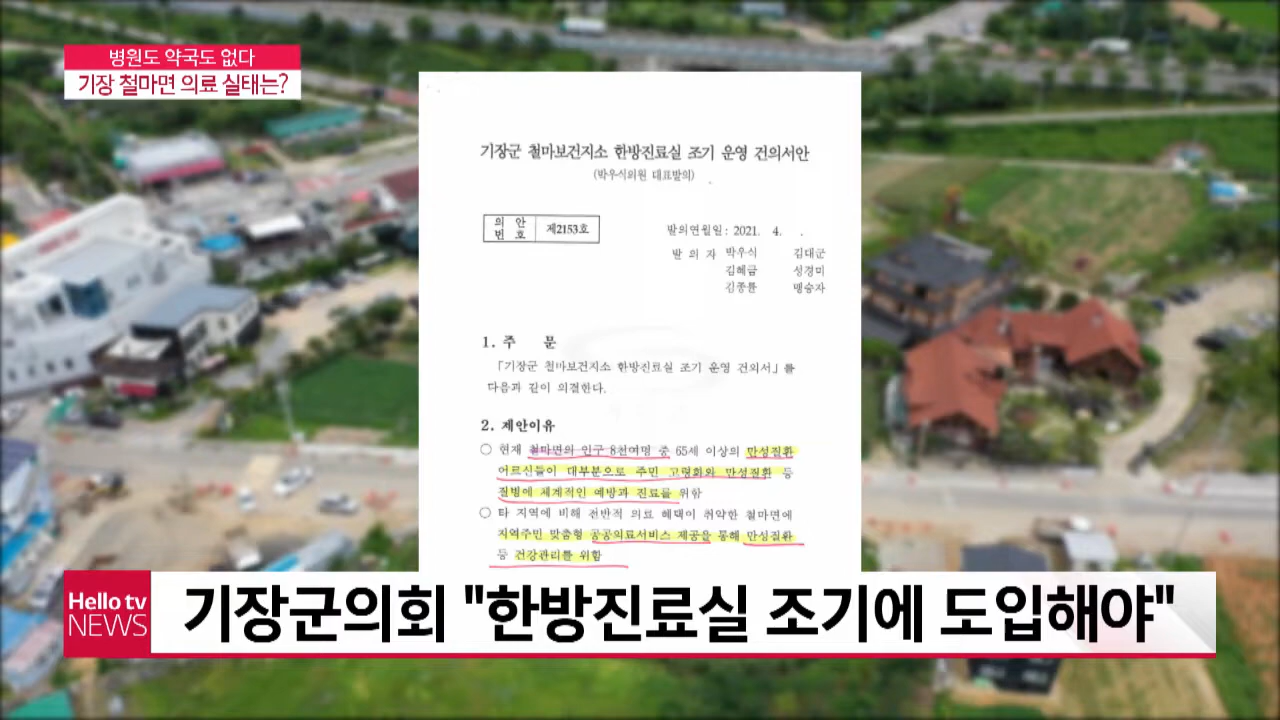 병원도 약국도 없다
기장 철마면 의료 실태는?
기장군 철마보건지소 한방진료실 조기 운영 건의서안
(박우식의원 대표발의)
의 안
번 호
제2153호
발의연월일 : 2021. 4. .
발 의 자 박우식 김대군
김혜금 성경미
김종률 맹승자
1. 주 문
「기장군 철마보건지소 한방진료실 조기 운영 건의서」를
다음과 같이 의결한다.
2. 제안이유
○ 현재 철마면의 인구 8천여명 중 65세 이상의 만성질환
어르신들이 대부분으로 주민 고령화와 만성질환 등
질병에 체계적인 예방과 진료를 위함
○ 타 지역에 비해 전반적 의료 혜택이 취약한 철마면에
지역주민 맞춤형 공공의료서비스 제공을 통해 만성질환
등 건강관리를 위함
Hello tv
NEWS
기장군의회 "한방진료실 조기에 도입해야"